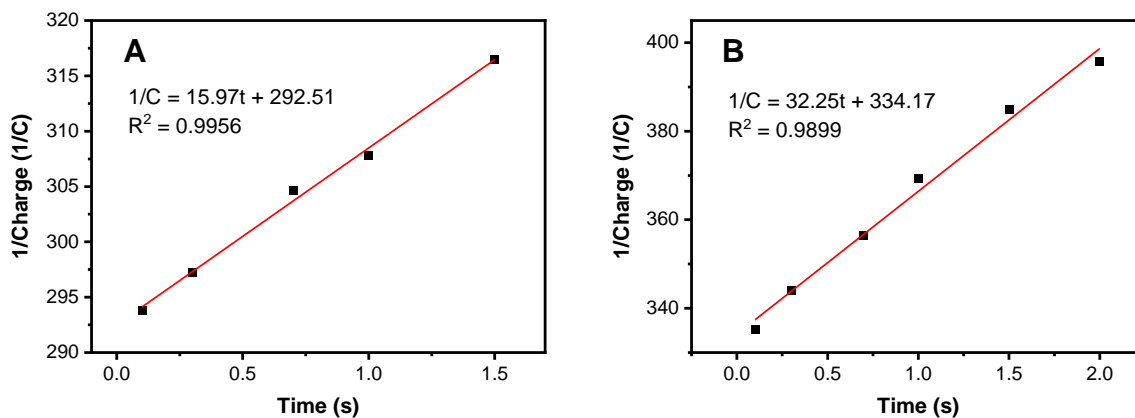 A
1/C = 15.97t + 292.51
R² = 0.9956
320
315
310
305
300
295
290
1/Charge (1/C)
0.0 0.5 1.0 1.5
Time (s)
B
1/C = 32.25t + 334.17
R² = 0.9899
400
380
360
340
1/Charge (1/C)
0.0 0.5 1.0 1.5 2.0
Time (s)